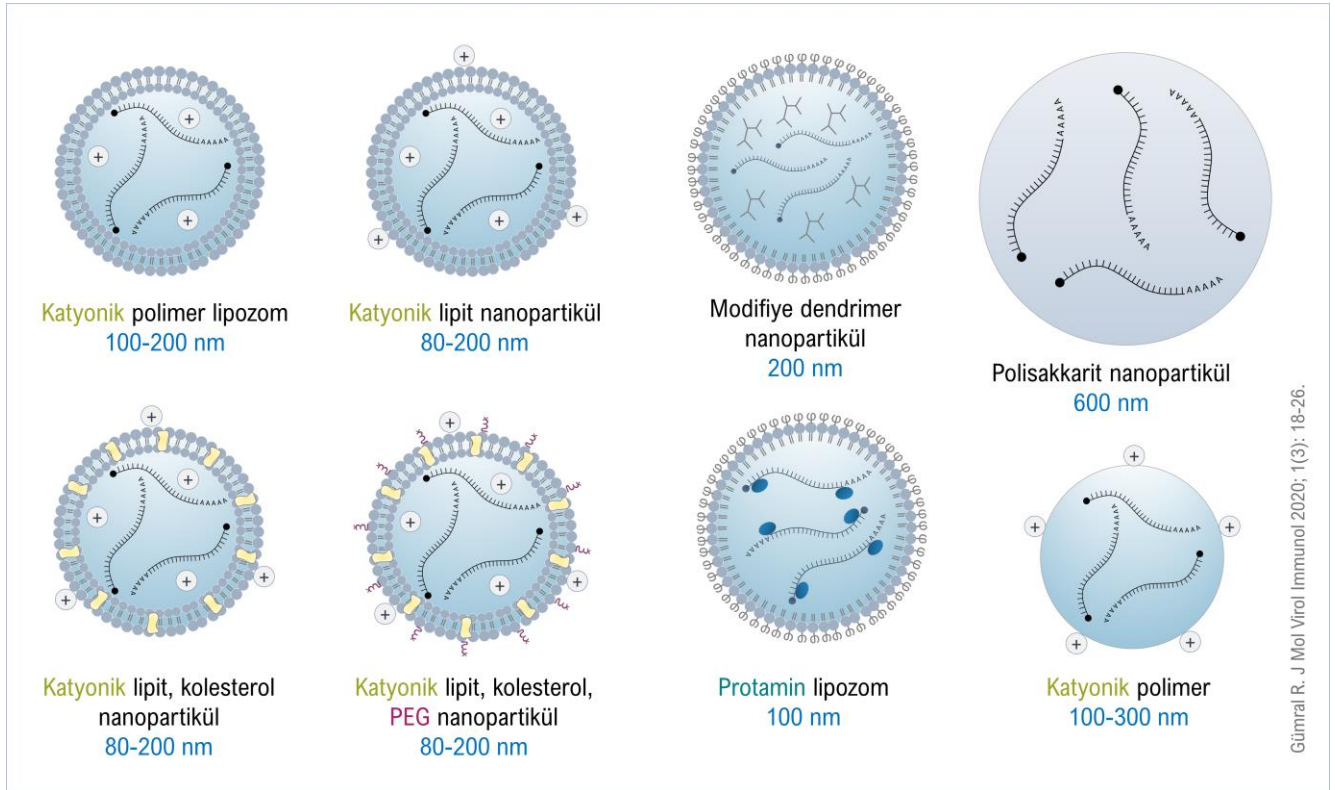 Katyonik polimer lipozom
100-200 nm
Katyonik lipit nanopartikül
80-200 nm
Modifiye dendrimer
nanopartikül
200 nm
Polisakkarit nanopartikül
600 nm
Katyonik lipit, kolesterol
nanopartikül
80-200 nm
Katyonik lipit, kolesterol,
PEG nanopartikül
80-200 nm
Protamin lipozom
100 nm
Katyonik polimer
100-300 nm
Gümral R. J Mol Virol Immunol 2020; 1(3): 18-26.